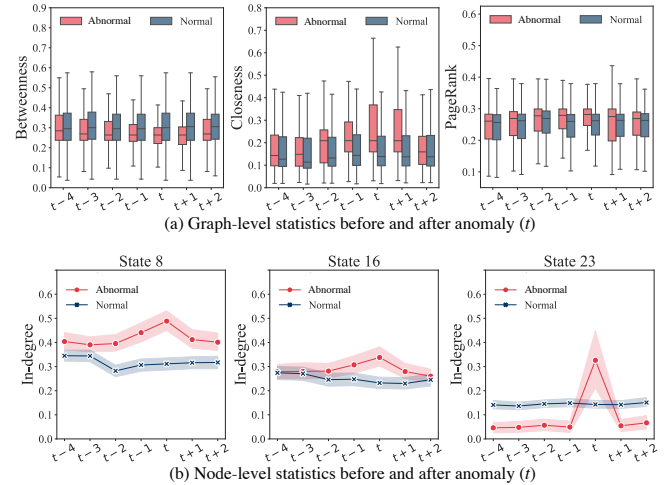 Abnormal Normal
Betweenness
0.9
0.8
0.7
0.6
0.5
0.4
0.3
0.2
0.1
0.0
t − 4 t − 3 t − 2 t − 1 t t + 1 t + 2
Abnormal Normal
Closeness
0.9
0.8
0.7
0.6
0.5
0.4
0.3
0.2
0.1
0.0
t − 4 t − 3 t − 2 t − 1 t t + 1 t + 2
Abnormal Normal
PageRank
0.6
0.5
0.4
0.3
0.2
0.1
t − 4 t − 3 t − 2 t − 1 t t + 1 t + 2
(a) Graph-level statistics before and after anomaly (t)
State 8
Abnormal
Normal
In-degree
0.6
0.5
0.4
0.3
0.2
0.1
0.0
t − 4 t − 3 t − 2 t − 1 t t + 1 t + 2
State 16
Abnormal
Normal
In-degree
0.6
0.5
0.4
0.3
0.2
0.1
0.0
t − 4 t − 3 t − 2 t − 1 t t + 1 t + 2
State 23
Abnormal
Normal
In-degree
0.6
0.5
0.4
0.3
0.2
0.1
0.0
t − 4 t − 3 t − 2 t − 1 t t + 1 t + 2
(b) Node-level statistics before and after anomaly (t)